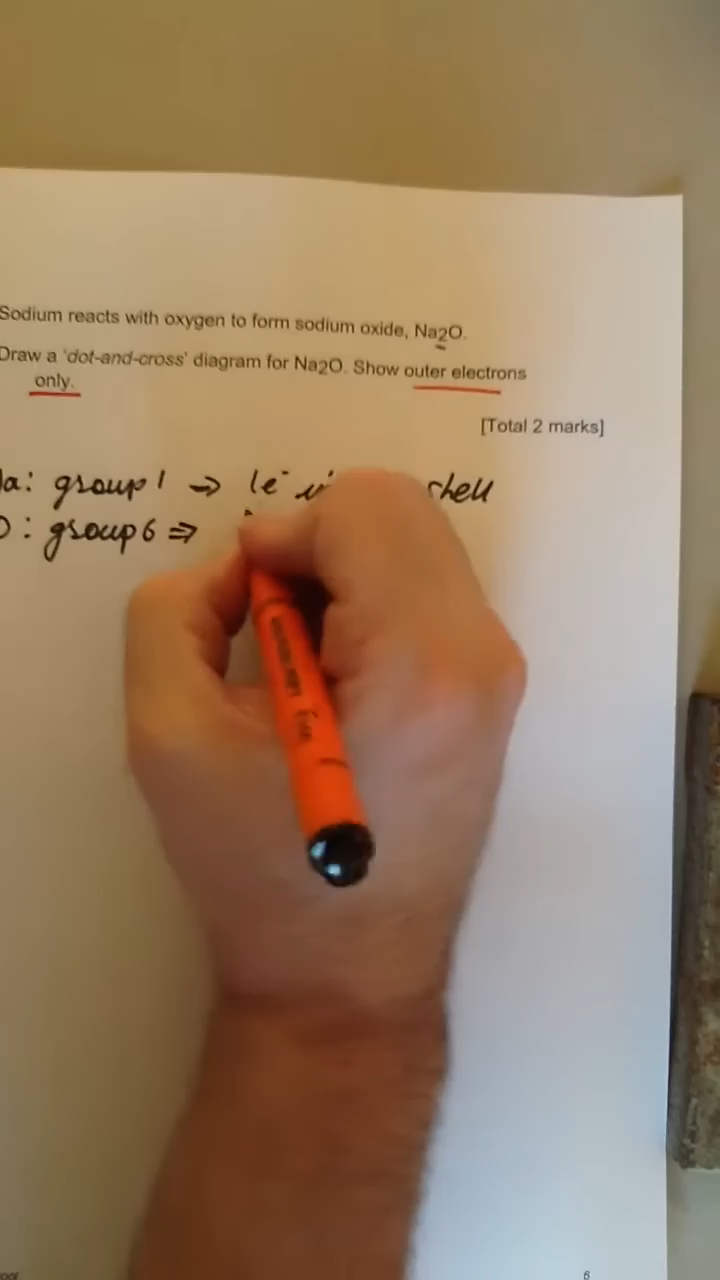 Sodium reacts with oxygen to form sodium oxide, Na2O.
Draw a 'dot-and-cross' diagram for Na2O. Show outer electrons
only.
[Total 2 marks]
a: group 1 ⇒ 1e⁻ shell
O : group 6 ⇒
6